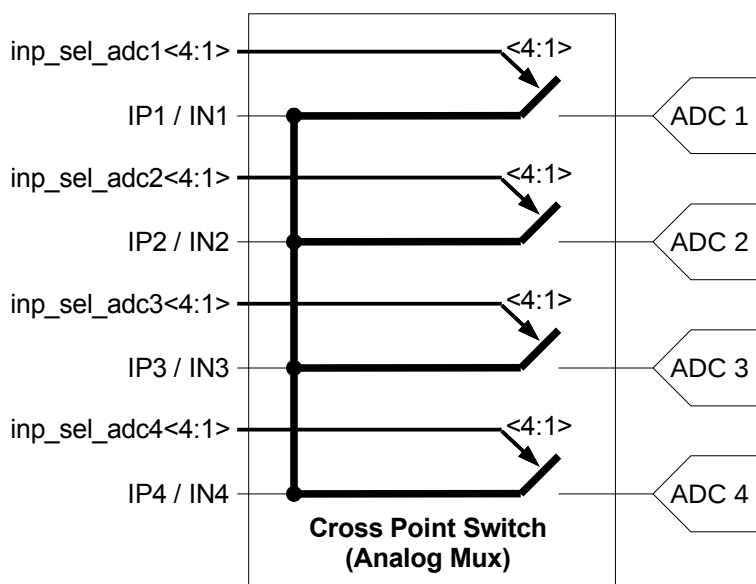 inp_sel_adc1<4:1>
<4:1>
IP1 / IN1
ADC 1
inp_sel_adc2<4:1>
<4:1>
IP2 / IN2
ADC 2
inp_sel_adc3<4:1>
<4:1>
IP3 / IN3
ADC 3
inp_sel_adc4<4:1>
<4:1>
IP4 / IN4
ADC 4
Cross Point Switch
(Analog Mux)